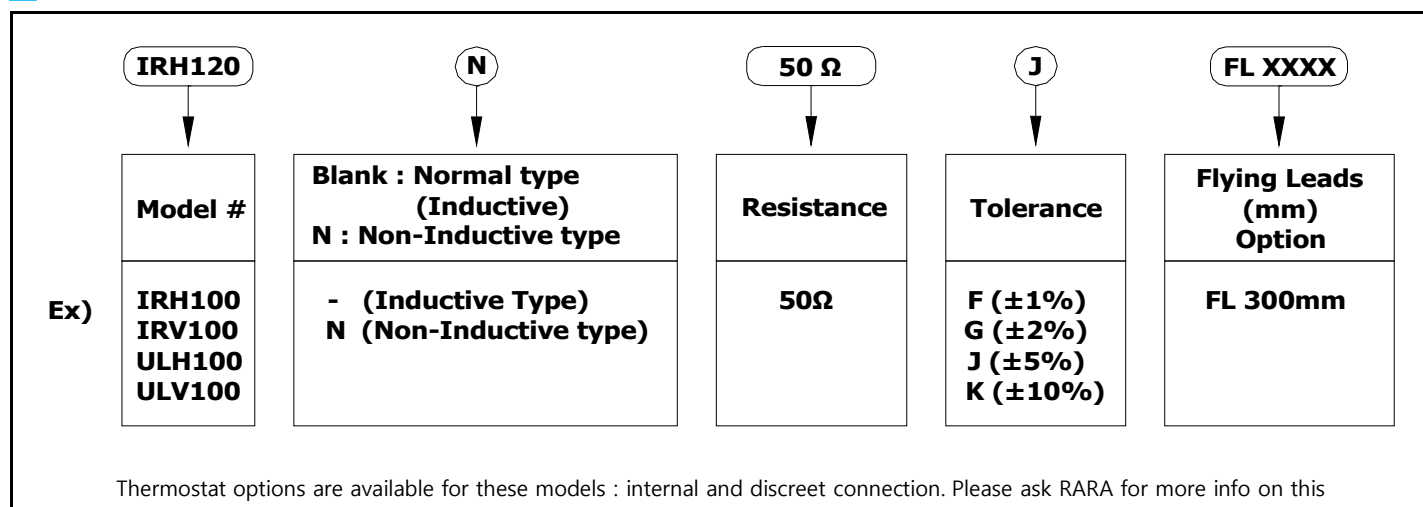 IRH120 N 50 Ω J FL XXXX
Model #
Blank : Normal type
(Inductive)
N : Non-Inductive type
Resistance
Tolerance
Flying Leads
(mm)
Option
Ex)
IRH100
IRV100
ULH100
ULV100
- (Inductive Type)
N (Non-Inductive type)
50Ω
F (±1%)
G (±2%)
J (±5%)
K (±10%)
FL 300mm
Thermostat options are available for these models : internal and discreet connection. Please ask RARA for more info on this